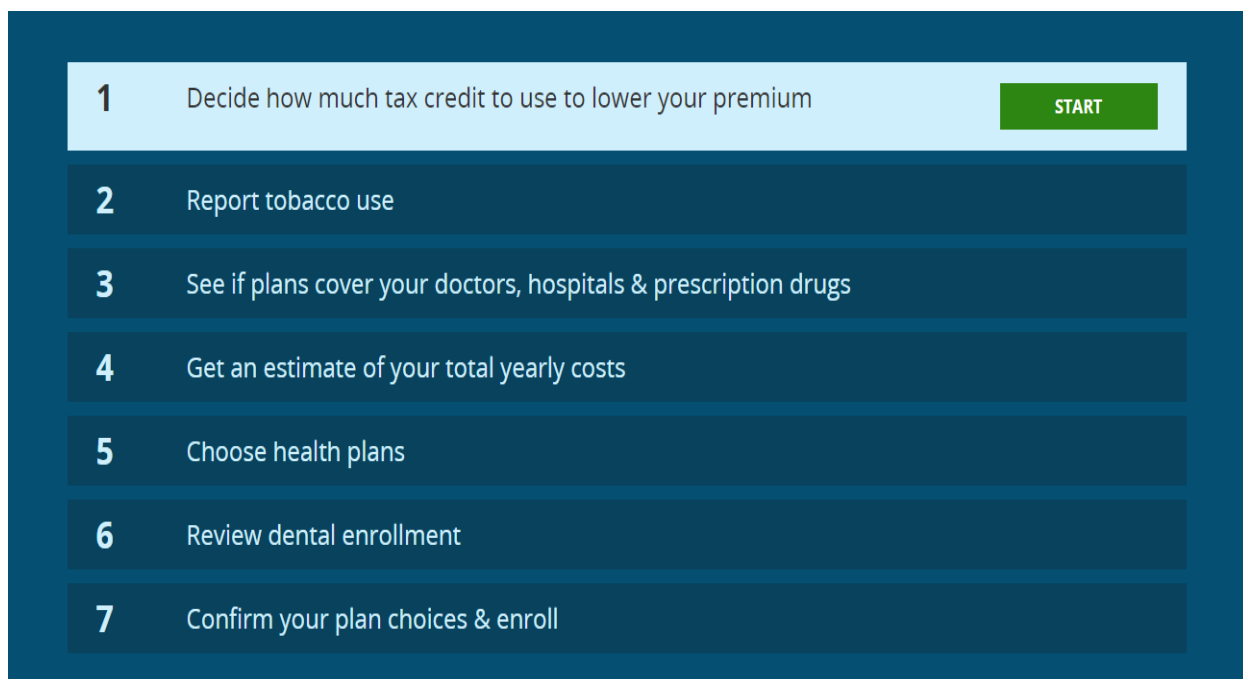 1 Decide how much tax credit to use to lower your premium START
2 Report tobacco use
3 See if plans cover your doctors, hospitals & prescription drugs
4 Get an estimate of your total yearly costs
5 Choose health plans
6 Review dental enrollment
7 Confirm your plan choices & enroll